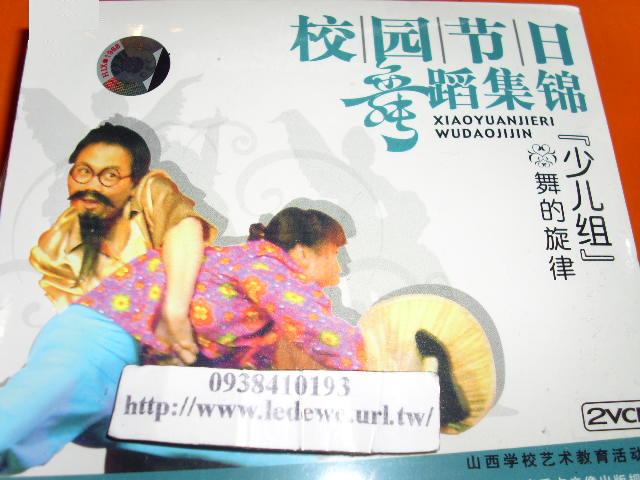 校园节日
舞蹈集锦
XIAOYUANJIERI
WUDAOJIJIN
『少儿组』
舞的旋律
0938410193
http://www.ledewe.url.tw/
2VCD
山西学校艺术教育活动